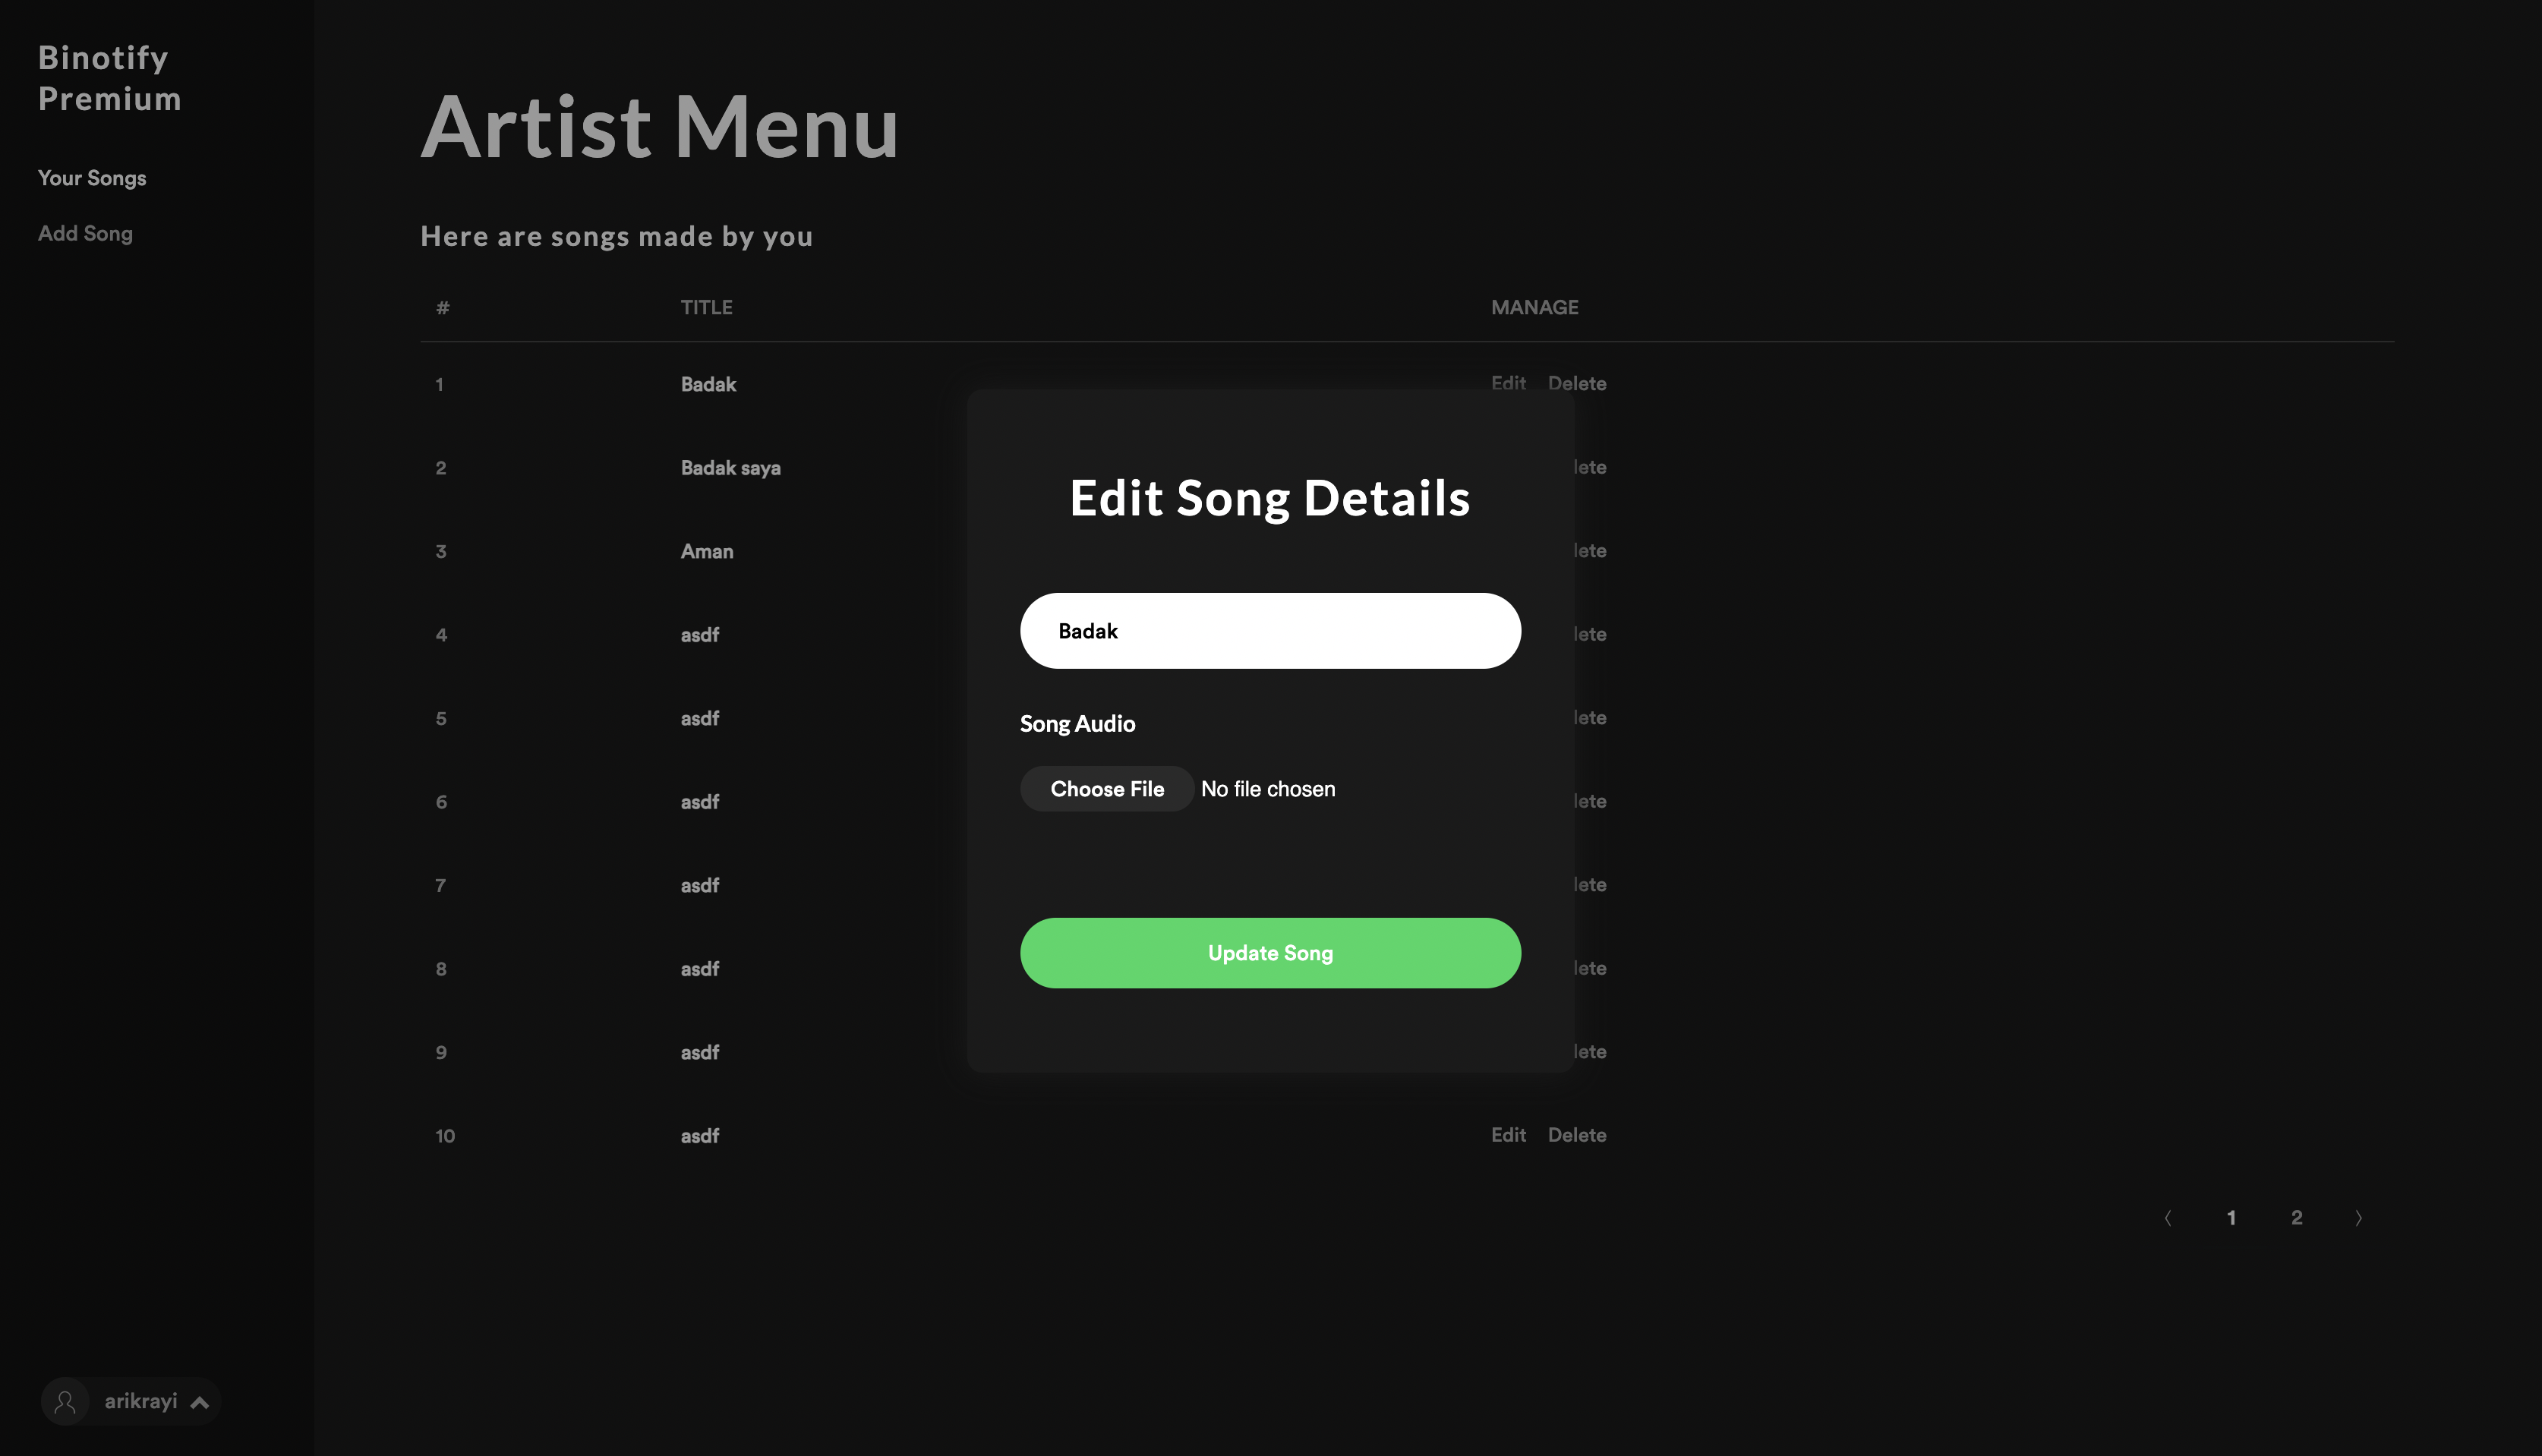 Binotify
Premium
Your Songs
Add Song
Artist Menu
Here are songs made by you
# TITLE MANAGE
1 Badak Edit Delete
2 Badak saya lete
3 Aman lete
4 asdf lete
5 asdf lete
6 asdf lete
7 asdf lete
8 asdf lete
9 asdf lete
10 asdf Edit Delete
Edit Song Details
Badak
Song Audio
Choose File No file chosen
Update Song
1 2
arikrayi